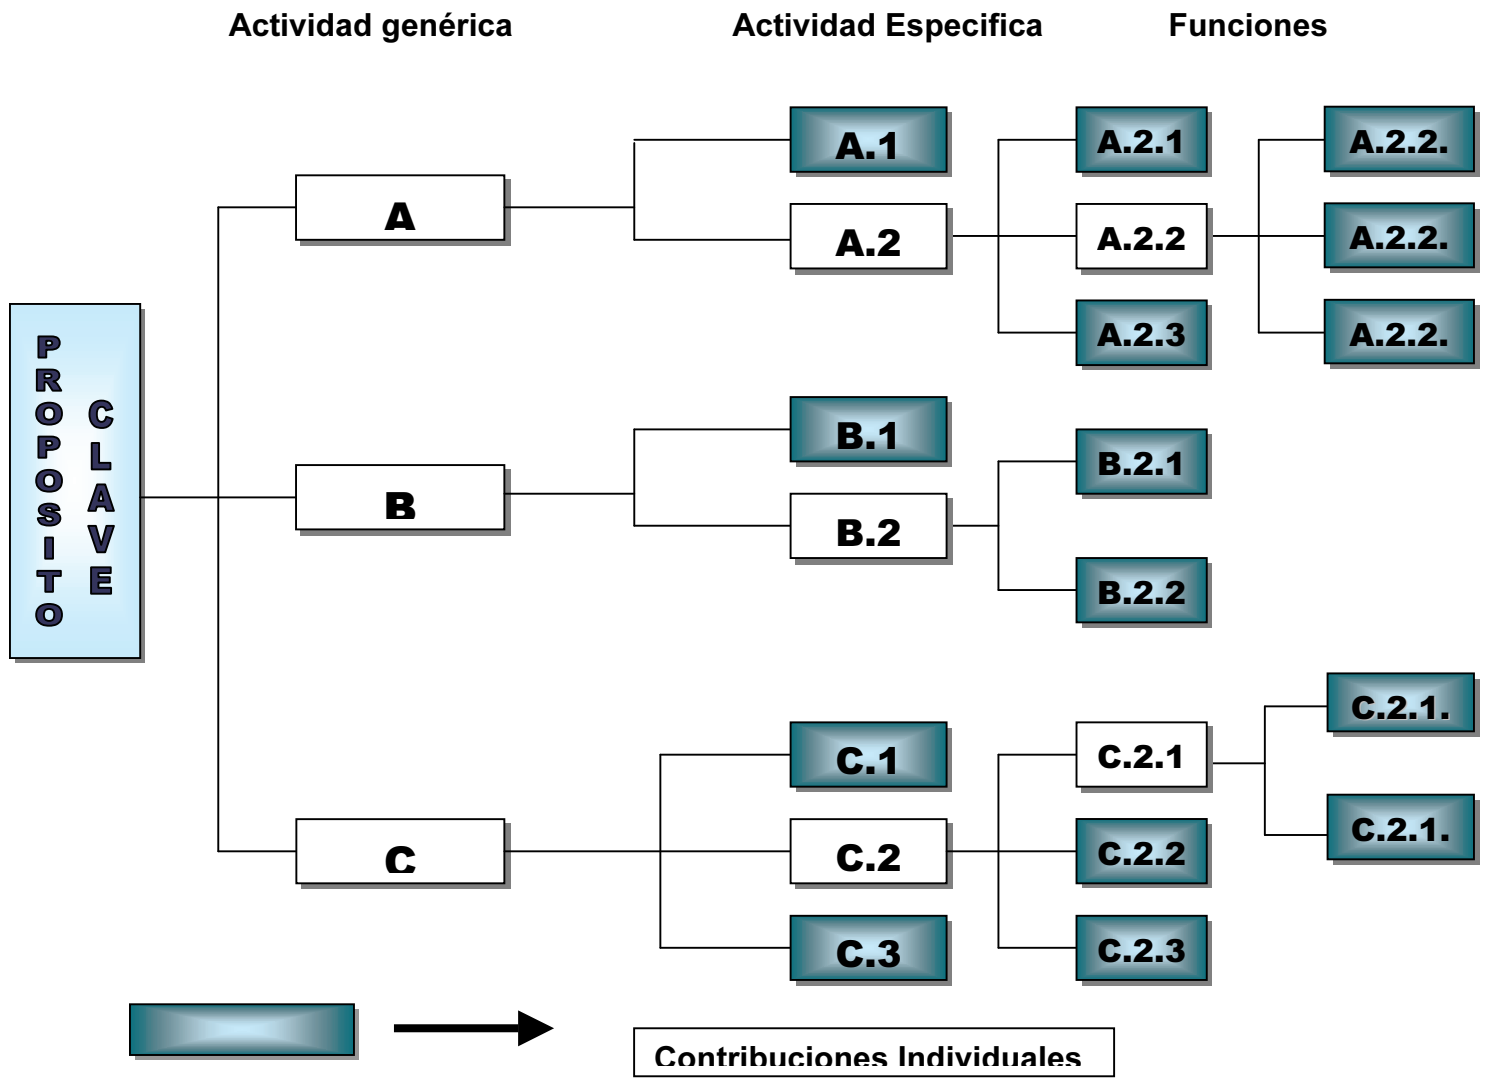 Actividad genérica
Actividad Especifica
Funciones
PROPOSITO
CLAVE
A
A.1
A.2
A.2.1
A.2.2
A.2.3
A.2.2.
A.2.2.
A.2.2.
B
B.1
B.2
B.2.1
B.2.2
C
C.1
C.2
C.3
C.2.1
C.2.2
C.2.3
C.2.1.
C.2.1.
Contribuciones Individuales